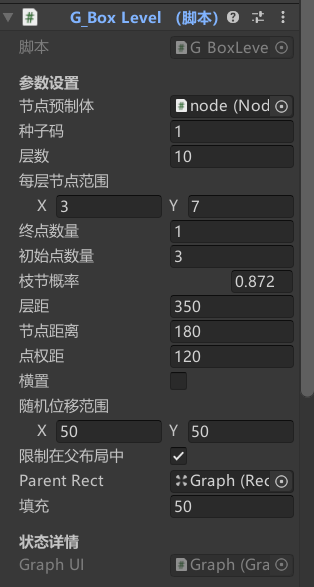 G_Box Level （脚本）
脚本 G_BoxLeve
参数设置
节点预制体 node (Nod
种子码 1
层数 10
每层节点范围
X 3 Y 7
终点数量 1
初始点数量 3
枝节概率 0.872
层距 350
节点距离 180
点权距 120
横置
随机位移范围
X 50 Y 50
限制在父布局中
Parent Rect Graph (Rec
填充 50
状态详情
Graph UI Graph (Gra